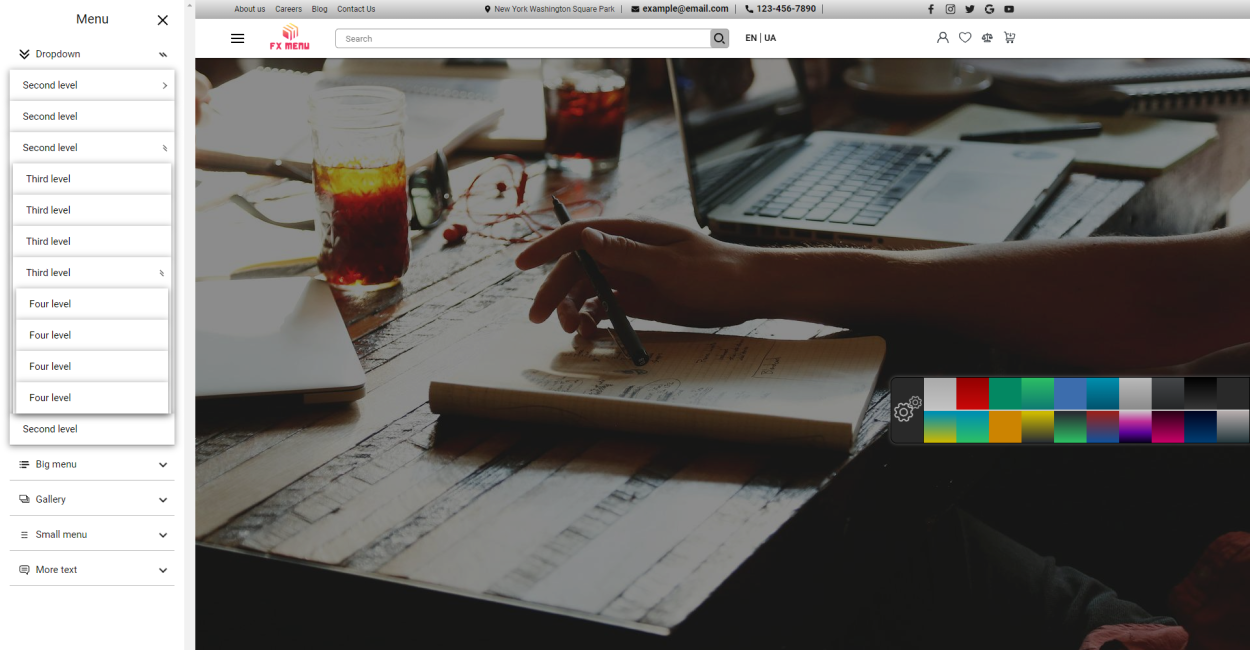 Menu
Dropdown
Second level
Second level
Second level
Third level
Third level
Third level
Third level
Four level
Four level
Four level
Four level
Second level
Big menu
Gallery
Small menu
More text
About us Careers Blog Contact Us New York Washington Square Park | example@email.com | 123-456-7890 |
FX MENU
Search
EN | UA